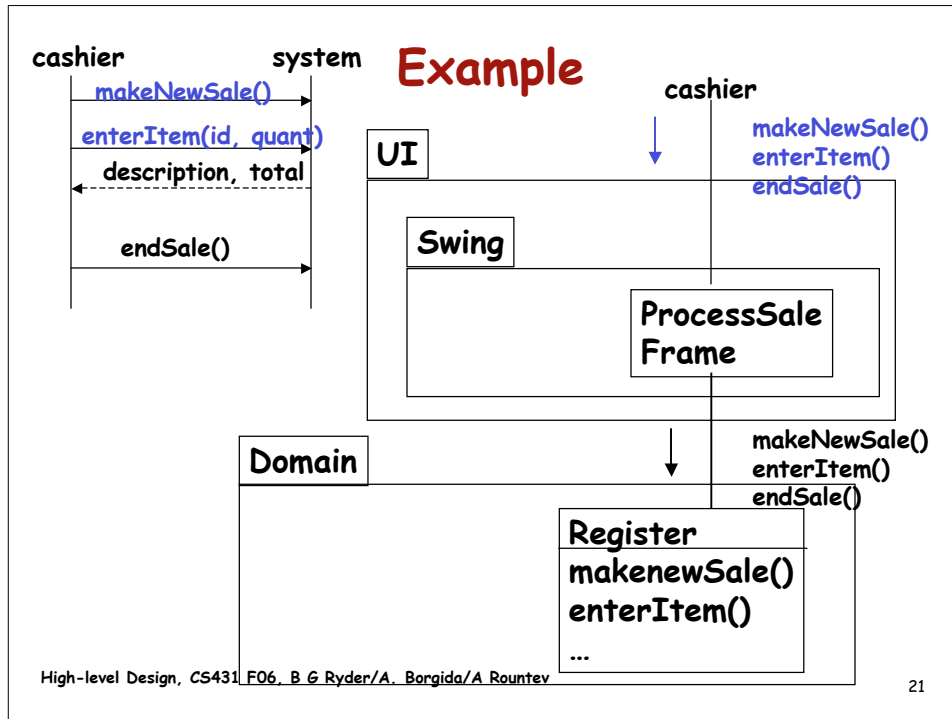 Example
cashier
system
makeNewSale()
enterItem(id, quant)
description, total
endSale()
cashier
makeNewSale()
enterItem()
endSale()
UI
Swing
ProcessSale
Frame
makeNewSale()
enterItem()
endSale()
Domain
Register
makenewSale()
enterItem()
...
High-level Design, CS431 F06, B G Ryder/A. Borgida/A Rountev
21